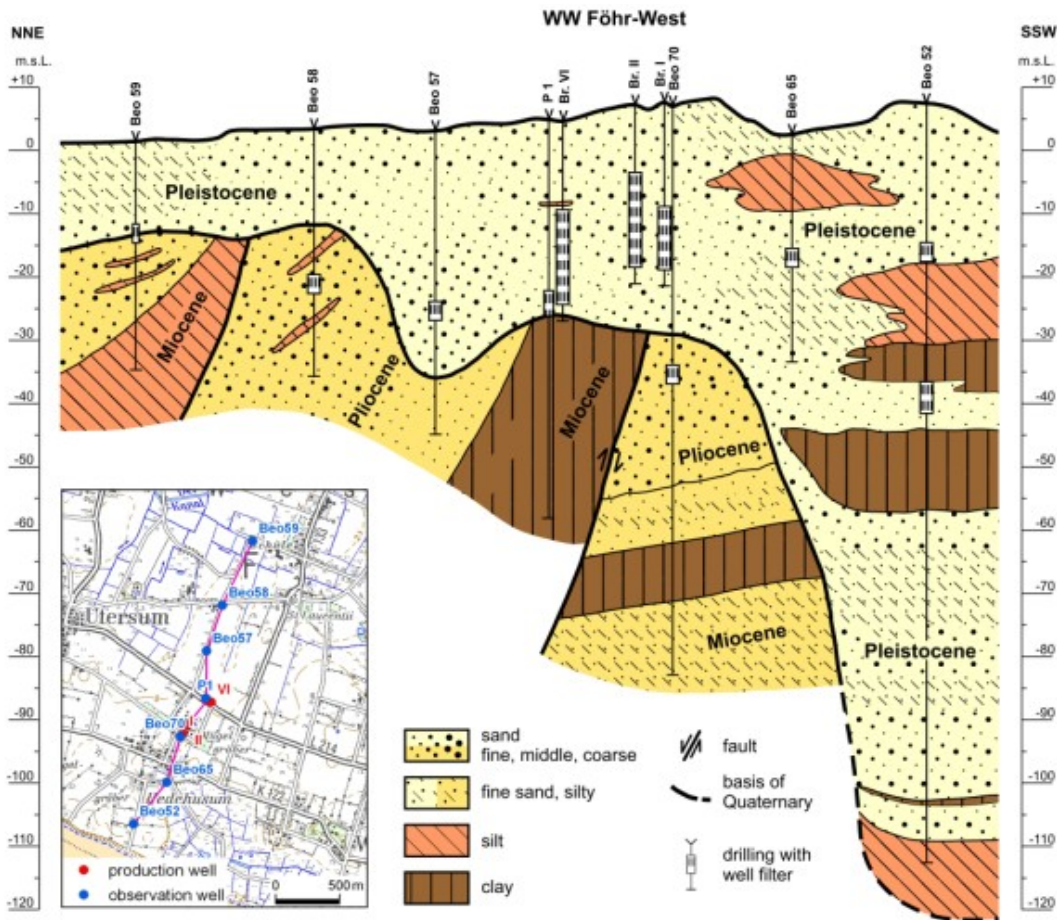 WW Föhr-West
NNE
SSW
m.s.L.
m.s.L.
Beo 59
Beo 58
Beo 57
P 1
Br. VI
Br. II
Br. I
Beo 70
Beo 65
Beo 52
+10
0
-10
-20
-30
-40
-50
-60
-70
-80
-90
-100
-110
-120
+10
0
-10
-20
-30
-40
-50
-60
-70
-80
-90
-100
-110
-120
Pleistocene
Pleistocene
Miocene
Pliocene
Miocene
Pliocene
Miocene
Pleistocene
Kanal
Beo59
Beo58
Utersum
Beo57
P1
VI
Beo70
I
II
214
Beo65
K 122
Hedehusum
Beo52
production well
observation well
0
500m
sand
fine, middle, coarse
fine sand, silty
silt
clay
fault
basis of
Quaternary
drilling with
well filter